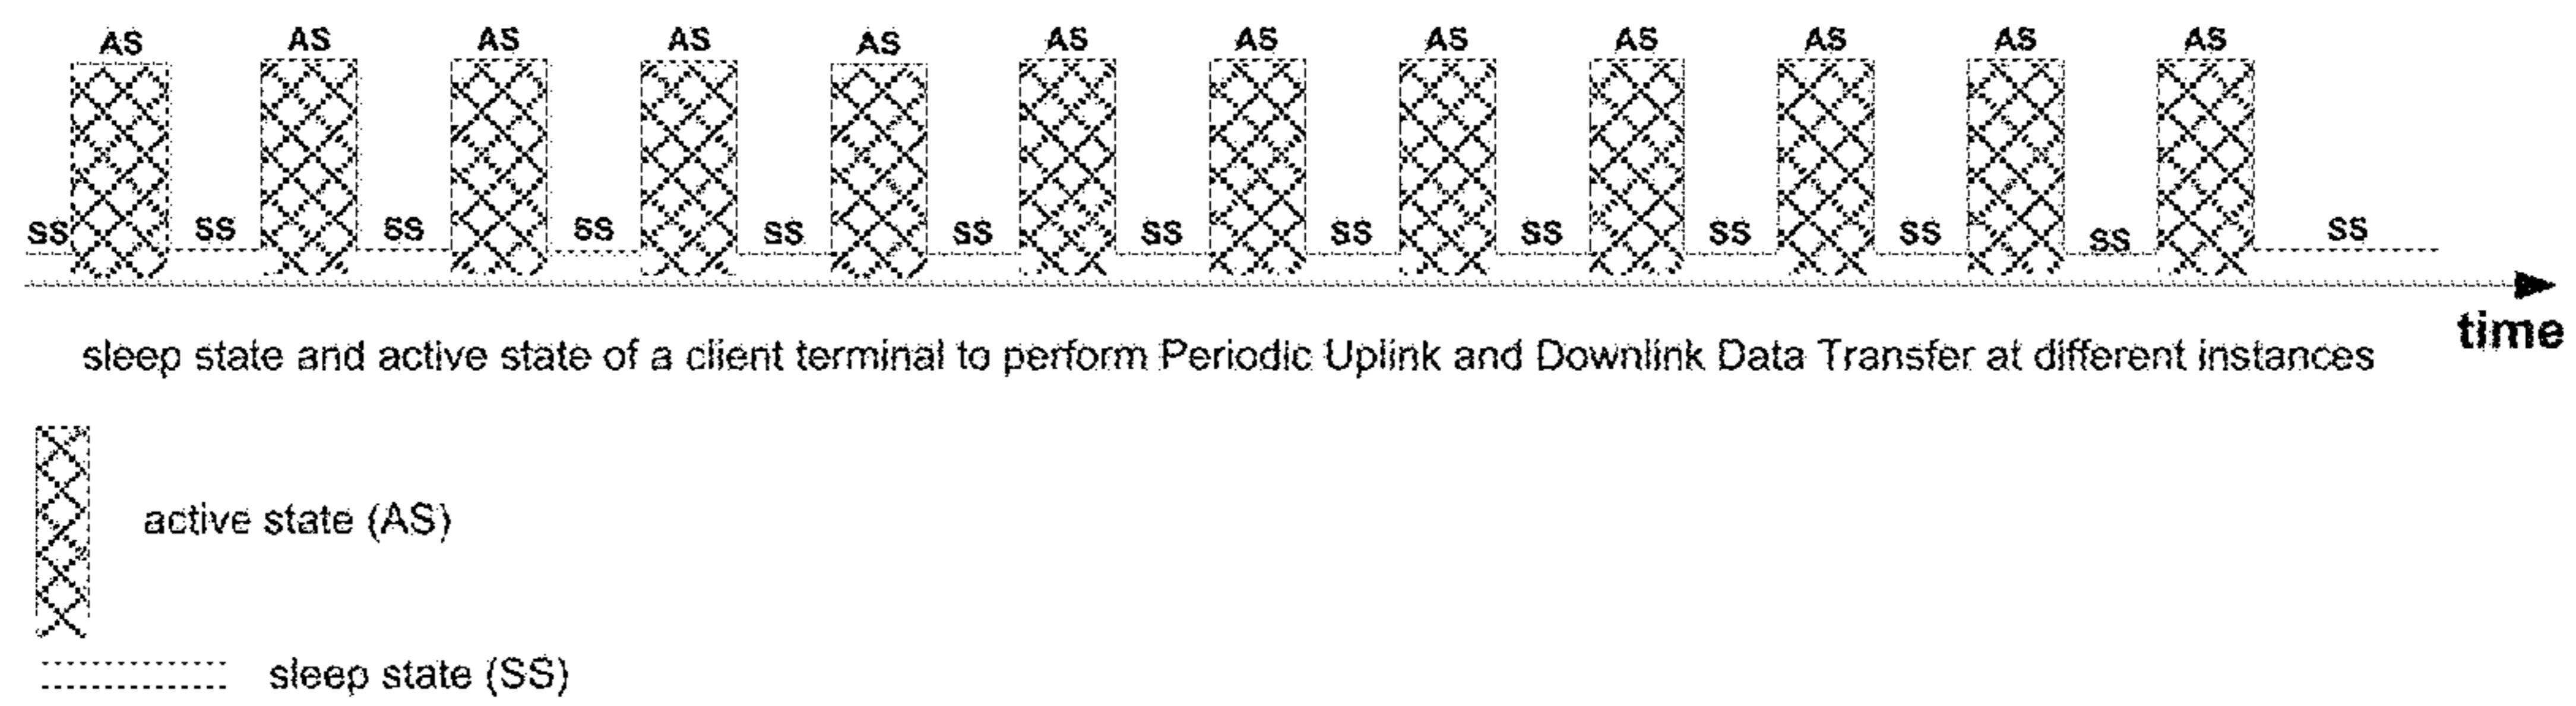 AS AS AS AS AS AS AS AS AS AS AS AS
SS SS SS SS SS SS SS SS SS SS SS SS SS
time
sleep state and active state of a client terminal to perform Periodic Uplink and Downlink Data Transfer at different instances
active state (AS)
sleep state (SS)